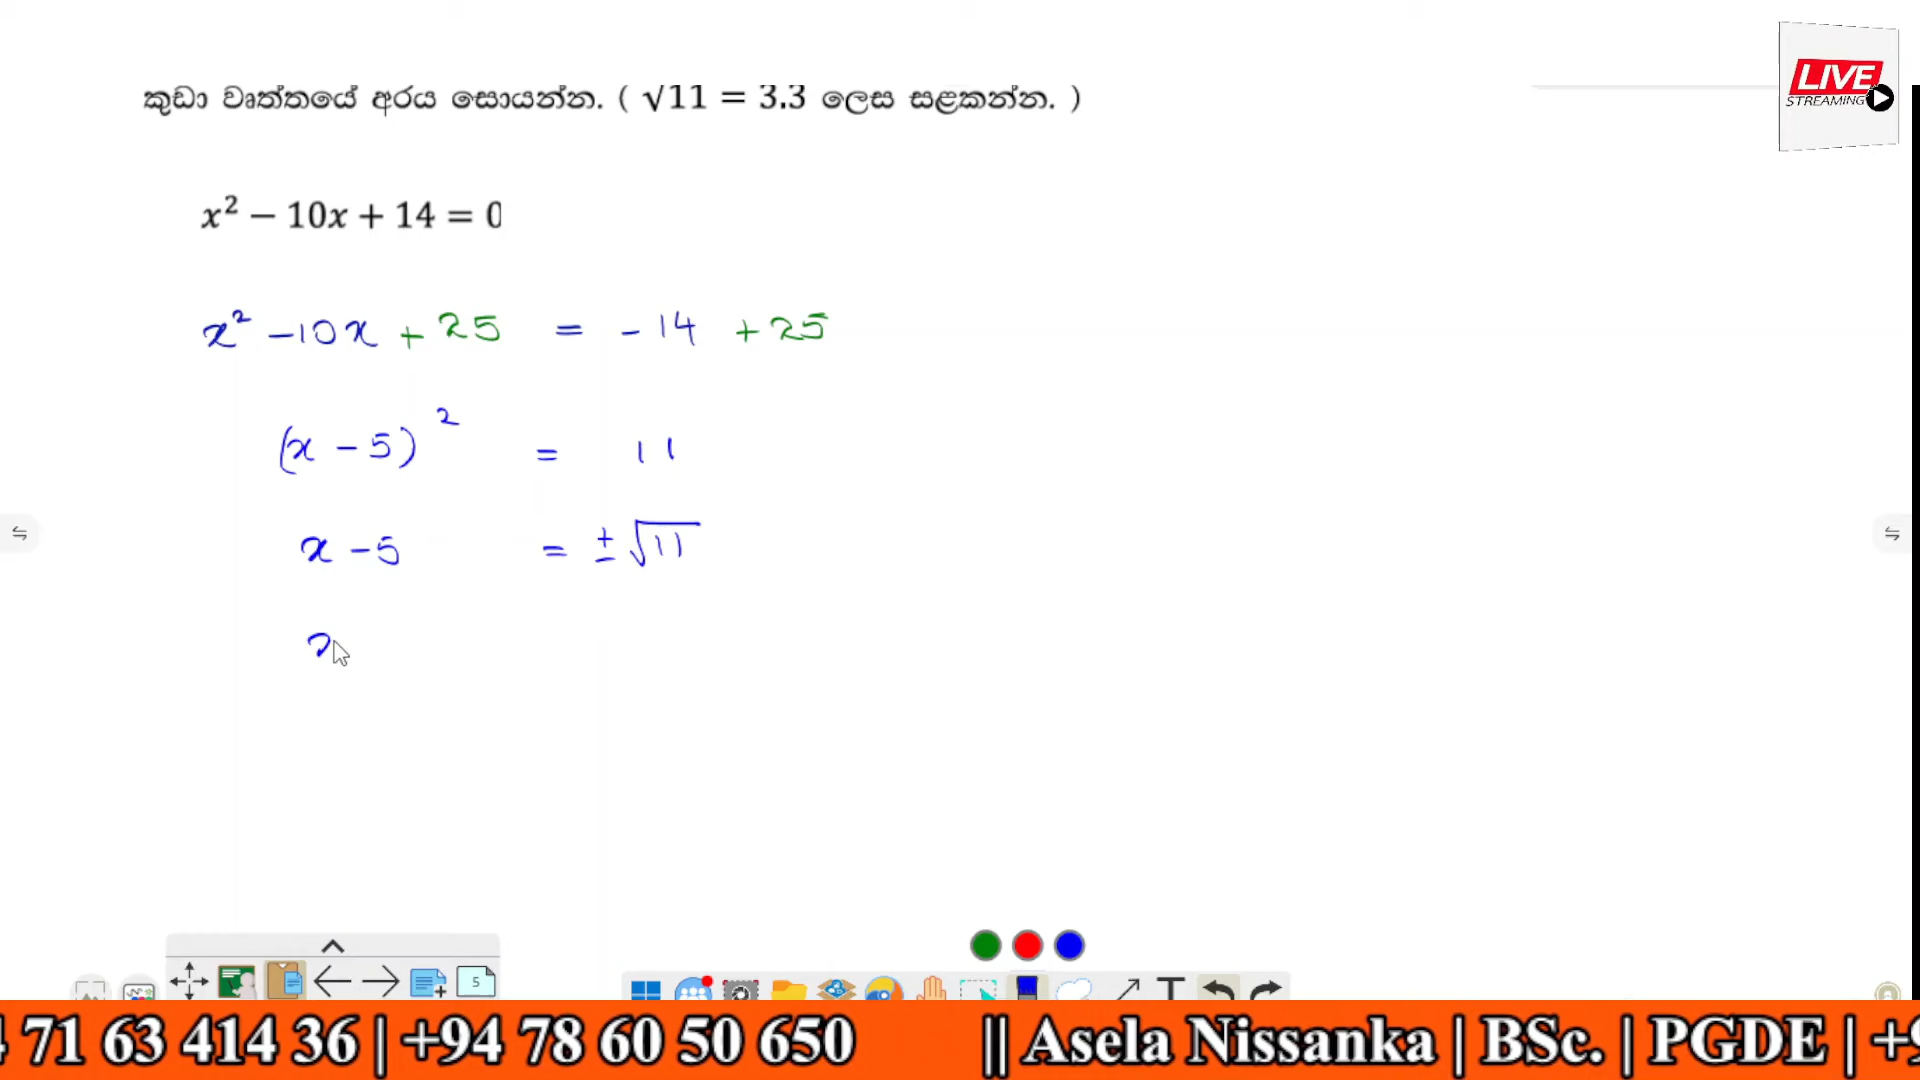 කුඩා වෘත්තයේ අරය සොයන්න. ( √11 = 3.3 ලෙස සළකන්න. )
LIVE
STREAMING
x² − 10x + 14 = 0
x² − 10x + 25 = − 14 + 25
(x − 5)² = 11
x − 5 = ± √11
5
71 63 414 36 | +94 78 60 50 650 || Asela Nissanka | BSc. | PGDE |